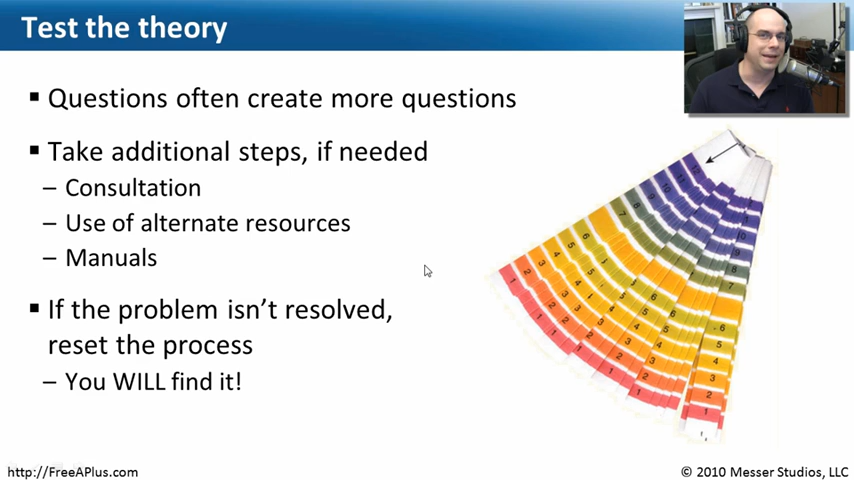 Test the theory
▪ Questions often create more questions
▪ Take additional steps, if needed
– Consultation
– Use of alternate resources
– Manuals
▪ If the problem isn’t resolved,
reset the process
– You WILL find it!
http://FreeAPlus.com
© 2010 Messer Studios, LLC